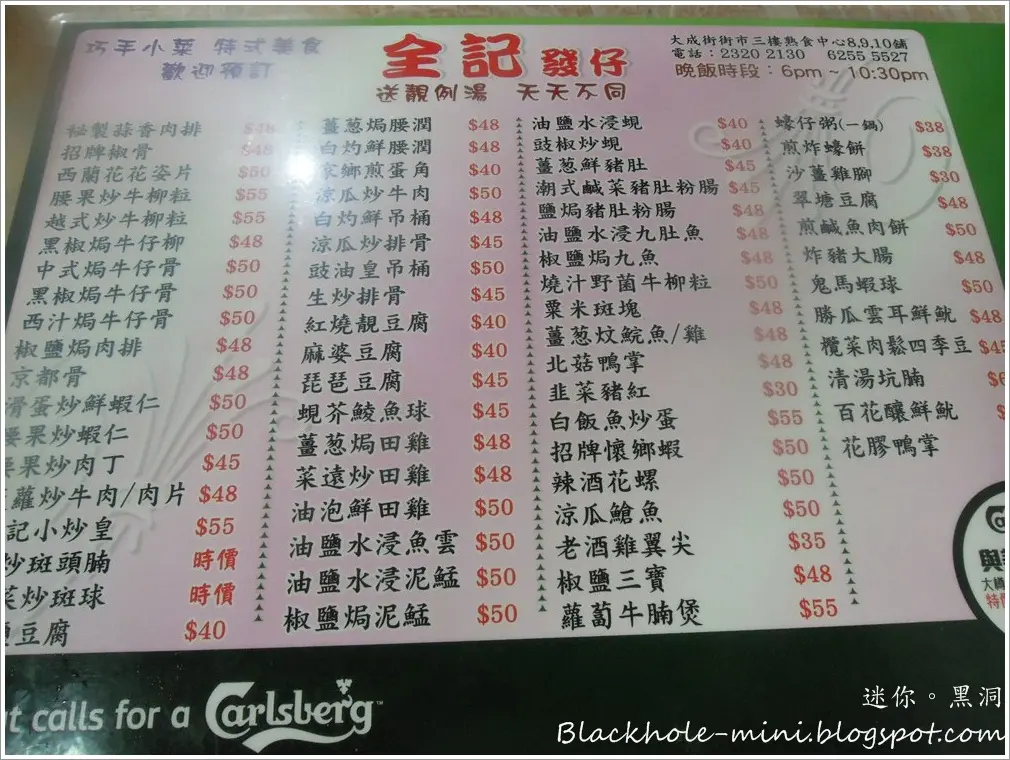 巧手小菜 特式美食
歡迎預訂
全記 發仔
送靚例湯 天天不同
大成街街市三樓熟食中心8,9,10舖
電話：2320 2130 6255 5527
晚飯時段：6pm ~ 10:30pm
秘製蒜香肉排 $48
招牌椒骨 $48
西蘭花花姿片 $50
腰果炒牛柳粒 $55
越式炒牛柳粒 $55
黑椒焗牛仔柳 $48
中式焗牛仔骨 $50
黑椒焗牛仔骨 $50
西汁焗牛仔骨 $50
椒鹽焗肉排 $48
京都骨 $48
滑蛋炒鮮蝦仁 $50
腰果炒蝦仁 $50
果炒肉丁 $45
蘿炒牛肉/肉片 $48
記小炒皇 $55
炒斑頭腩 時價
菜炒斑球 時價
豆腐 $40
薑葱焗腰潤 $48
白灼鮮腰潤 $48
家鄉煎蛋角 $40
涼瓜炒牛肉 $50
白灼鮮吊桶 $48
涼瓜炒排骨 $45
豉油皇吊桶 $50
生炒排骨 $45
紅燒靚豆腐 $40
麻婆豆腐 $40
琵琶豆腐 $45
蜆芥鯪魚球 $45
薑葱焗田雞 $48
菜遠炒田雞 $48
油泡鮮田雞 $50
油鹽水浸魚雲 $50
油鹽水浸泥鯭 $50
椒鹽焗泥鯭 $50
油鹽水浸蜆 $40
豉椒炒蜆 $40
薑葱鮮豬肚 $45
潮式鹹菜豬肚粉腸 $45
鹽焗豬肚粉腸 $48
油鹽水浸九肚魚 $48
椒鹽焗九魚 $48
燒汁野菌牛柳粒 $50
粟米斑塊 $48
薑葱炆鯇魚/雞 $48
北菇鴨掌 $48
韭菜豬紅 $30
白飯魚炒蛋 $55
招牌懷鄉蝦 $50
辣酒花螺 $50
涼瓜鎗魚 $50
老酒雞翼尖 $35
椒鹽三寶 $48
蘿蔔牛腩煲 $55
蠔仔粥(一鍋) $38
煎炸蠔餅 $38
沙薑雞腳 $30
翠塘豆腐 $48
煎鹹魚肉餅 $50
炸豬大腸 $48
鬼馬蝦球 $50
勝瓜雲耳鮮魷 $48
欖菜肉鬆四季豆 $45
清湯坑腩 $6
百花釀鮮魷 $
花膠鴨掌
大樽
特價
t calls for a Carlsberg
迷你。黑洞
Blackhole-mini.blogspot.com